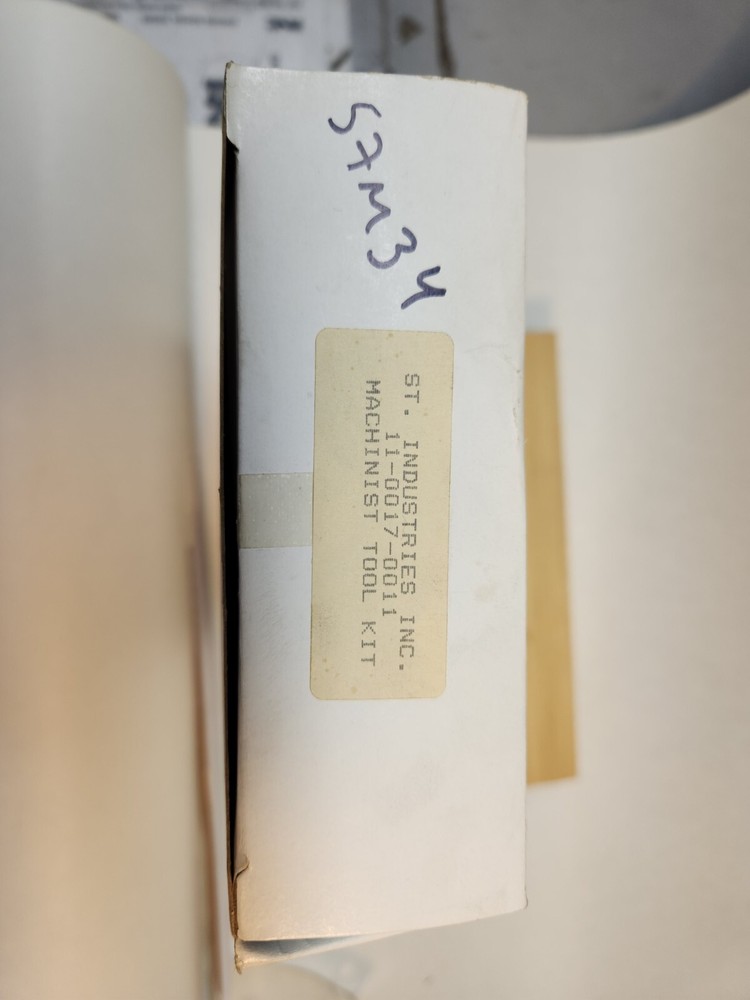 57M34
ST. INDUSTRIES INC.
11-0017-0011
MACHINIST TOOL KIT